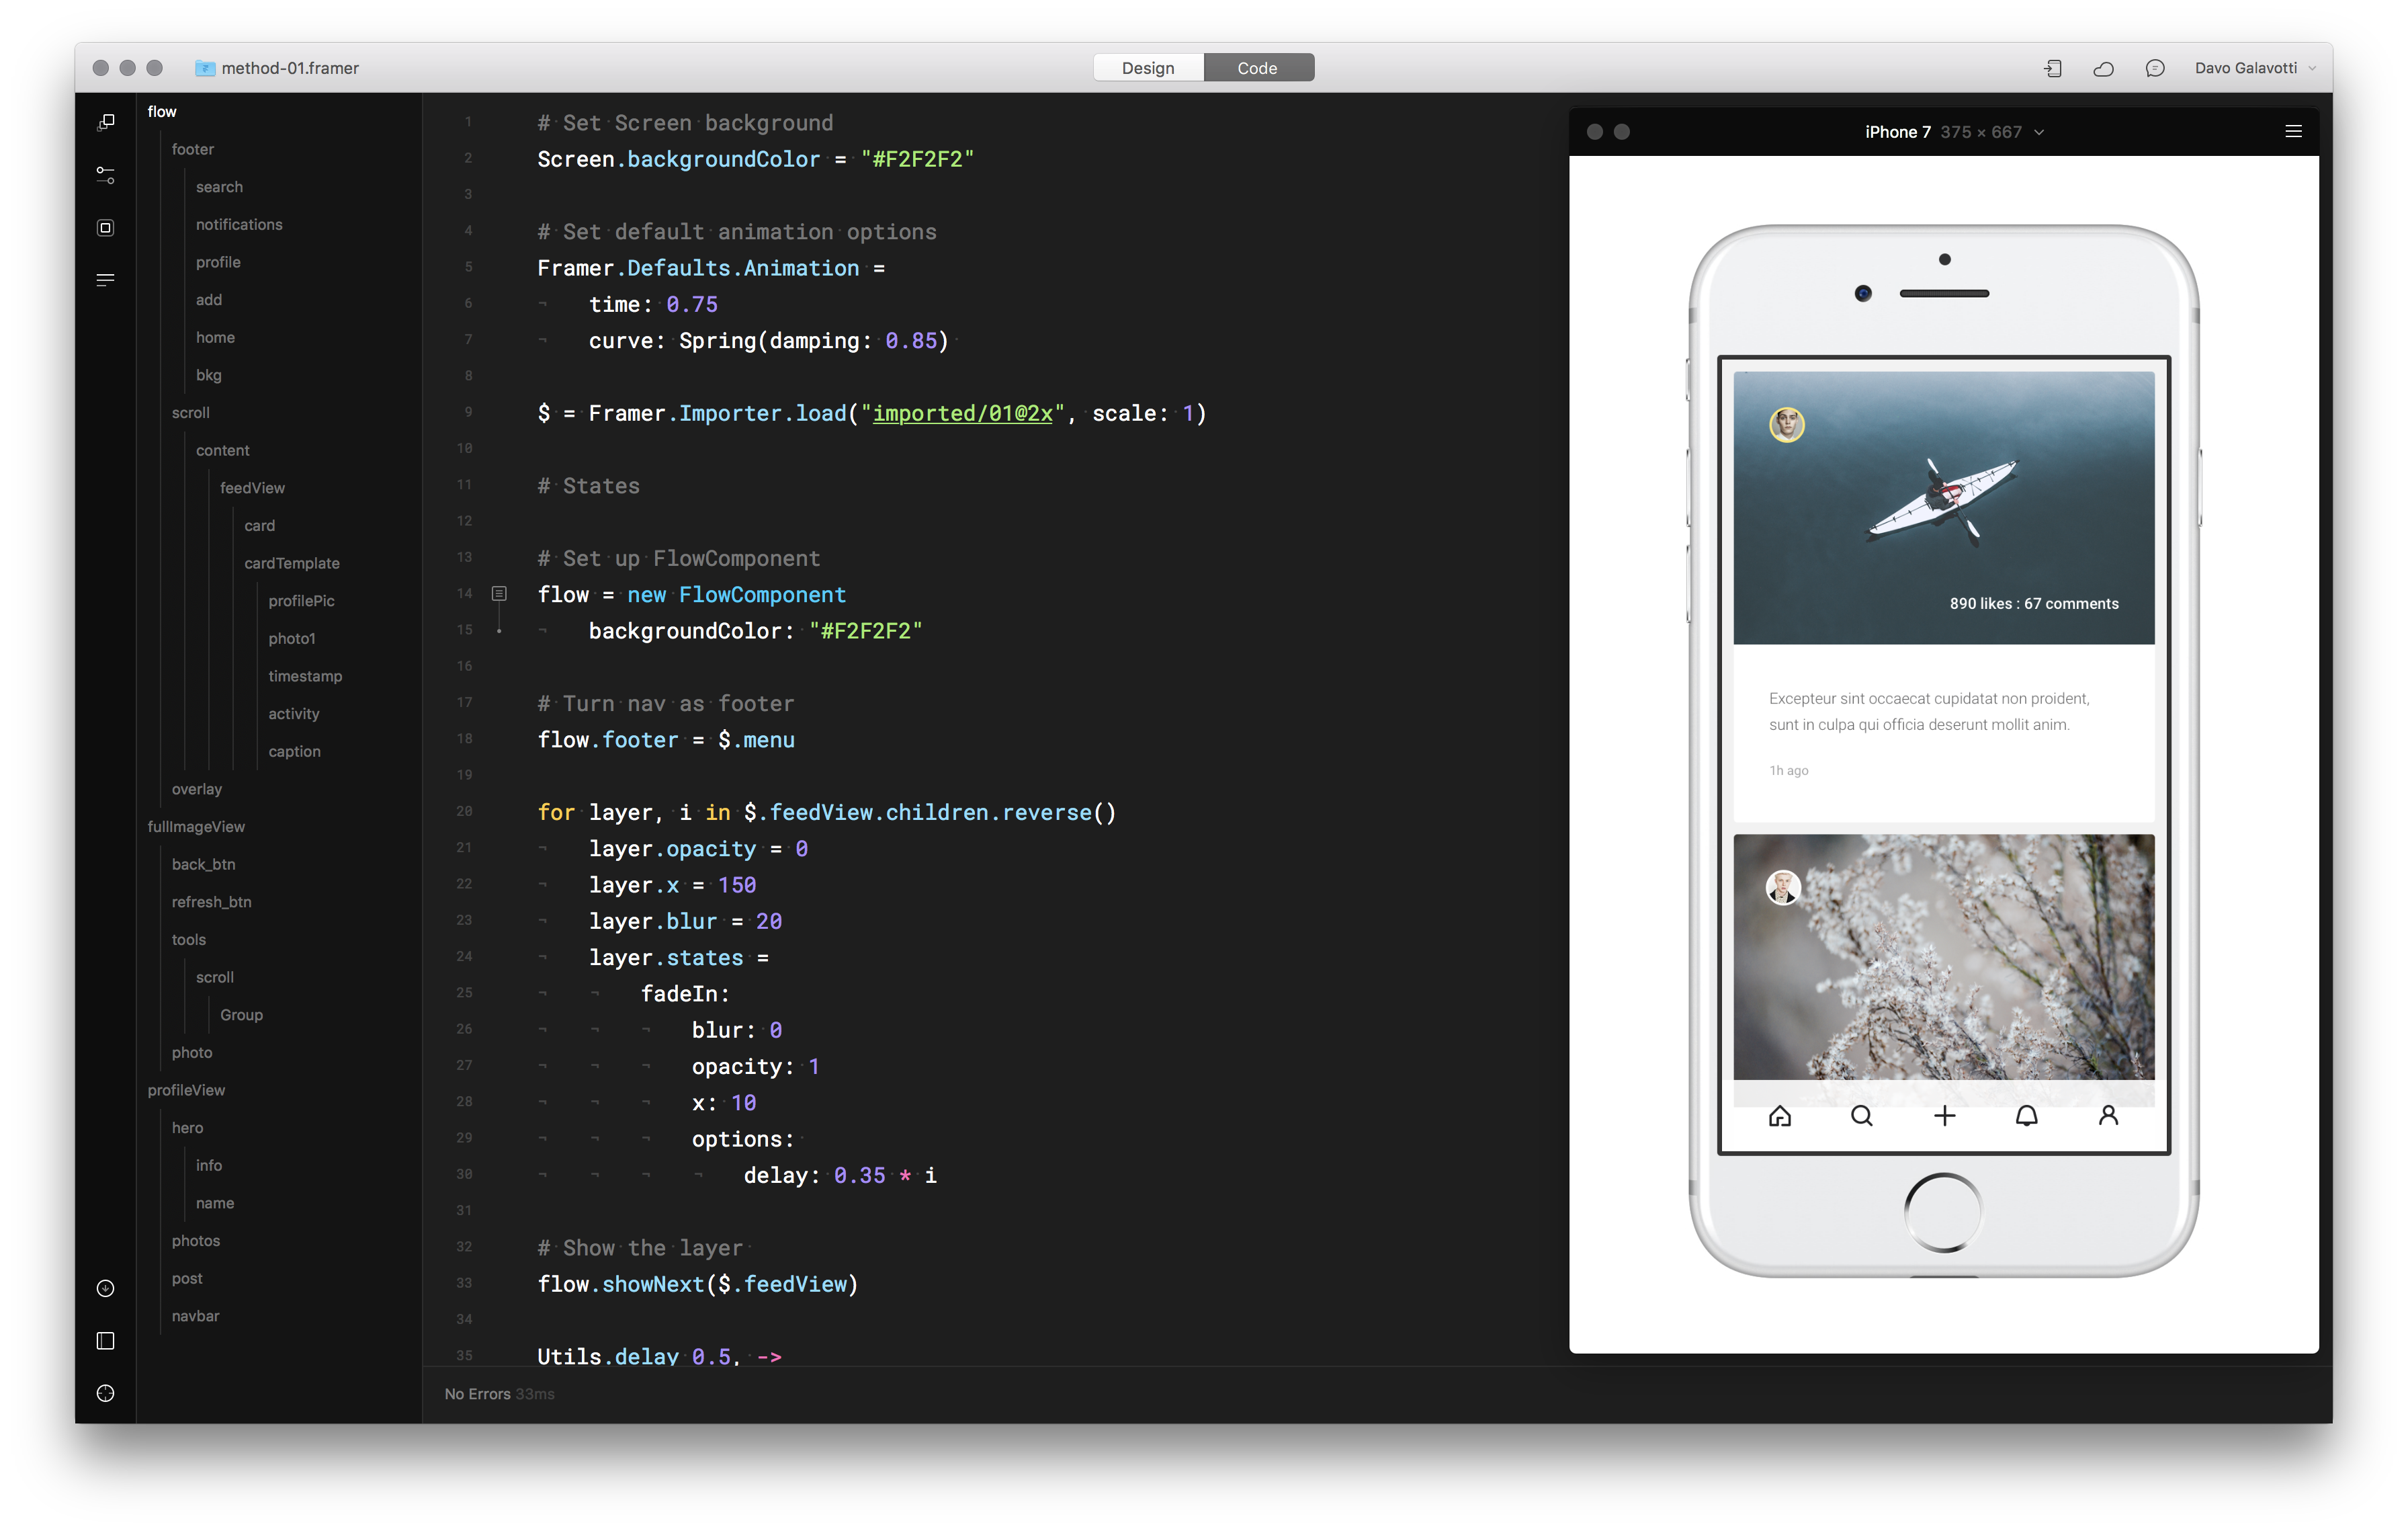 method-01.framer
Design
Code
Davo Galavotti
flow
footer
search
notifications
profile
add
home
bkg
scroll
content
feedView
card
cardTemplate
profilePic
photo1
timestamp
activity
caption
overlay
fullImageView
back_btn
refresh_btn
tools
scroll
Group
photo
profileView
hero
info
name
photos
post
navbar
1 # Set Screen background
2 Screen.backgroundColor = "#F2F2F2"
3
4 # Set default animation options
5 Framer.Defaults.Animation =
6 time: 0.75
7 curve: Spring(damping: 0.85)
8
9 $ = Framer.Importer.load("imported/01@2x", scale: 1)
10
11 # States
12
13 # Set up FlowComponent
14 flow = new FlowComponent
15 backgroundColor: "#F2F2F2"
16
17 # Turn nav as footer
18 flow.footer = $.menu
19
20 for layer, i in $.feedView.children.reverse()
21 layer.opacity = 0
22 layer.x = 150
23 layer.blur = 20
24 layer.states =
25 fadeIn:
26 blur: 0
27 opacity: 1
28 x: 10
29 options:
30 delay: 0.35 * i
31
32 # Show the layer
33 flow.showNext($.feedView)
34
35 Utils.delay 0.5, ->
No Errors 33ms
iPhone 7 375 × 667
890 likes : 67 comments
Excepteur sint occaecat cupidatat non proident,
sunt in culpa qui officia deserunt mollit anim.
1h ago